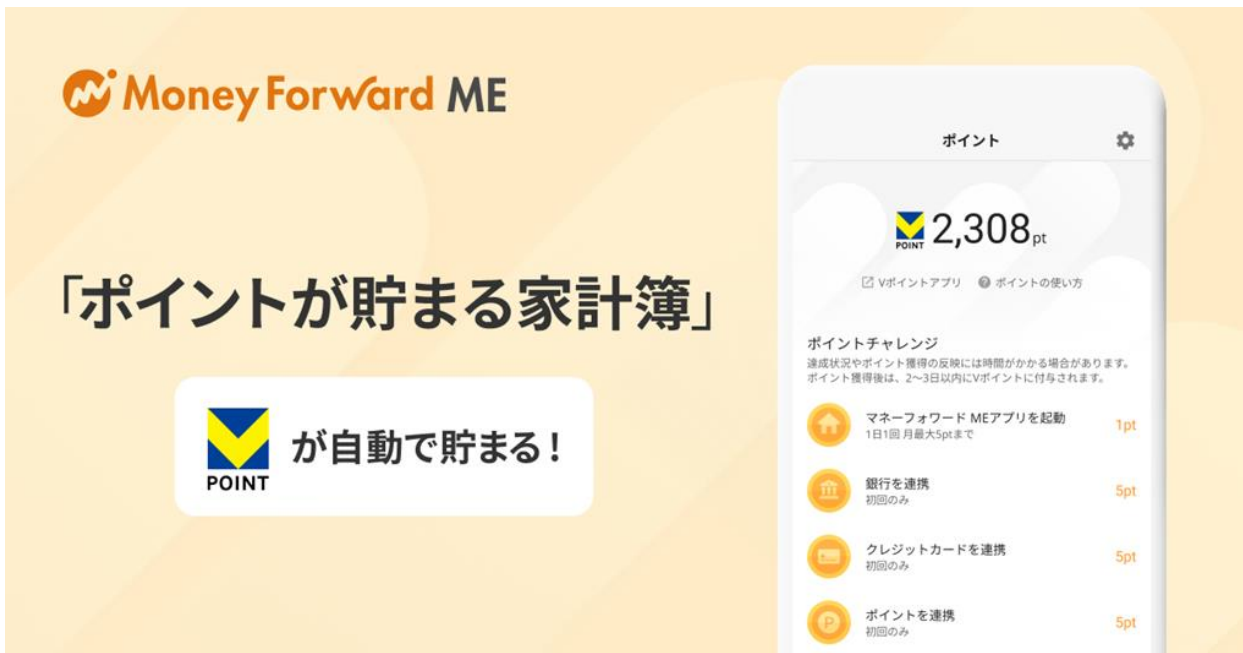 Money Forward ME
「ポイントが貯まる家計簿」
POINT が自動で貯まる！
ポイント
POINT 2,308pt
Vポイントアプリ ? ポイントの使い方
ポイントチャレンジ
達成状況やポイント獲得の反映には時間がかかる場合があります。
ポイント獲得後は、2〜3日以内にVポイントに付与されます。
マネーフォワード MEアプリを起動 1pt
1日1回 月最大5ptまで
銀行を連携 5pt
初回のみ
クレジットカードを連携 5pt
初回のみ
P ポイントを連携 5pt
初回のみ